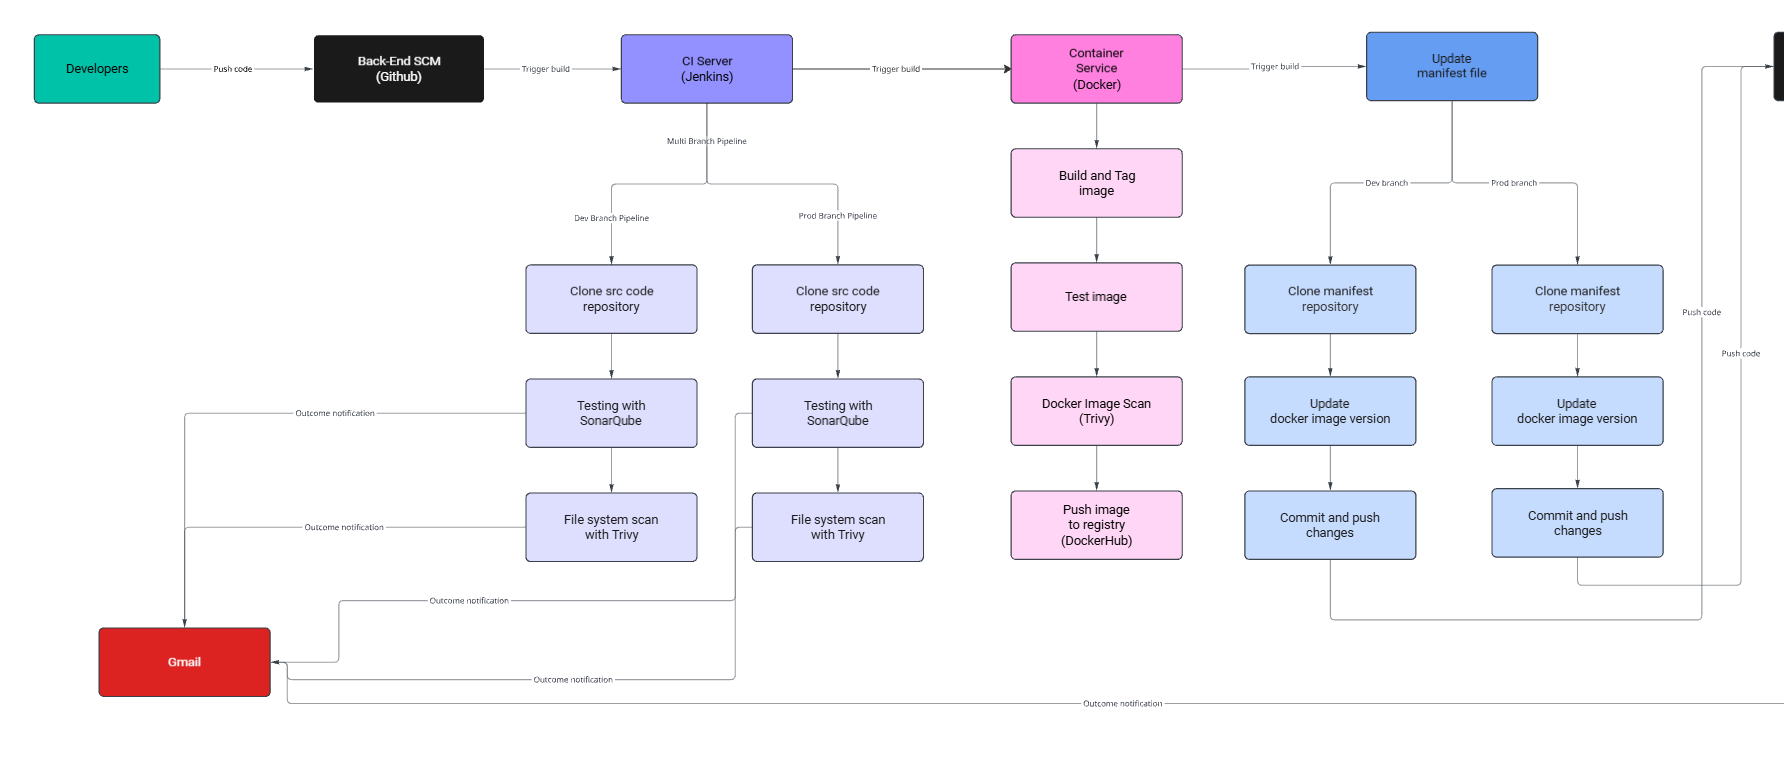 Developers
Push code
Back-End SCM
(Github)
Trigger build
CI Server
(Jenkins)
Trigger build
Container
Service
(Docker)
Trigger build
Update
manifest file
Multi Branch Pipeline
Dev Branch Pipeline
Prod Branch Pipeline
Build and Tag
image
Dev branch
Prod branch
Clone src code
repository
Clone src code
repository
Test image
Clone manifest
repository
Clone manifest
repository
Push code
Push code
Outcome notification
Testing with
SonarQube
Testing with
SonarQube
Docker Image Scan
(Trivy)
Update
docker image version
Update
docker image version
Outcome notification
File system scan
with Trivy
File system scan
with Trivy
Push image
to registry
(DockerHub)
Commit and push
changes
Commit and push
changes
Outcome notification
Gmail
Outcome notification
Outcome notification